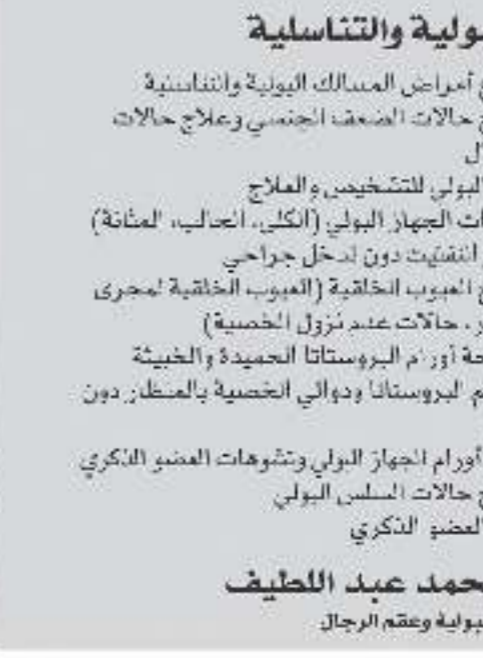 بولية والتناسلية
أمراض المسالك البولية والتناسلية
حالات الضعف الجنسي وعلاج حالات
ال
البولي للتشخيص والعلاج
ات الجهاز البولي (الكلى، الحالب، المثانة)
التفتيت دون تدخل جراحي
العيوب الخلقية (العيوب الخلقية لمجرى
حالات عدم نزول الخصية)
حة أورام البروستاتا الحميدة والخبيثة
م البروستاتا ودوالي الخصية بالمنظار دون
أورام الجهاز البولي وتشوهات العضو الذكري
ج حالات السلس البولي
العضو الذكري
حمد عبد اللطيف
بولية وعقم الرجال